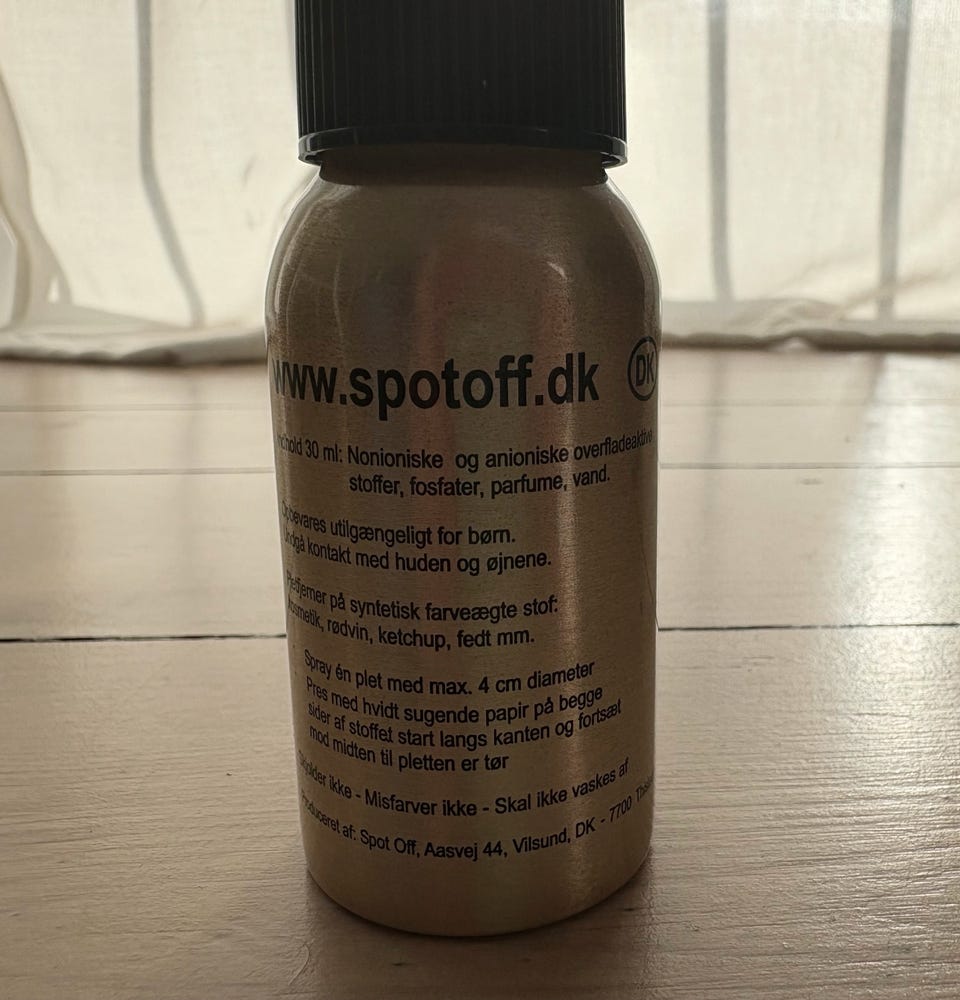 www.spotoff.dk DK
Indhold 30 ml: Nonioniske og anioniske overfladeaktive
stoffer, fosfater, parfume, vand.
Opbevares utilgængeligt for børn.
Undgå kontakt med huden og øjnene.
Pletfjerner på syntetisk farveægte stof:
kosmetik, rødvin, ketchup, fedt mm.
Spray én plet med max. 4 cm diameter
Pres med hvidt sugende papir på begge
sider af stoffet start langs kanten og fortsæt
mod midten til pletten er tør
Skjolder ikke - Misfarver ikke - Skal ikke vaskes af
Produceret af: Spot Off, Aasvej 44, Vilsund, DK - 7700